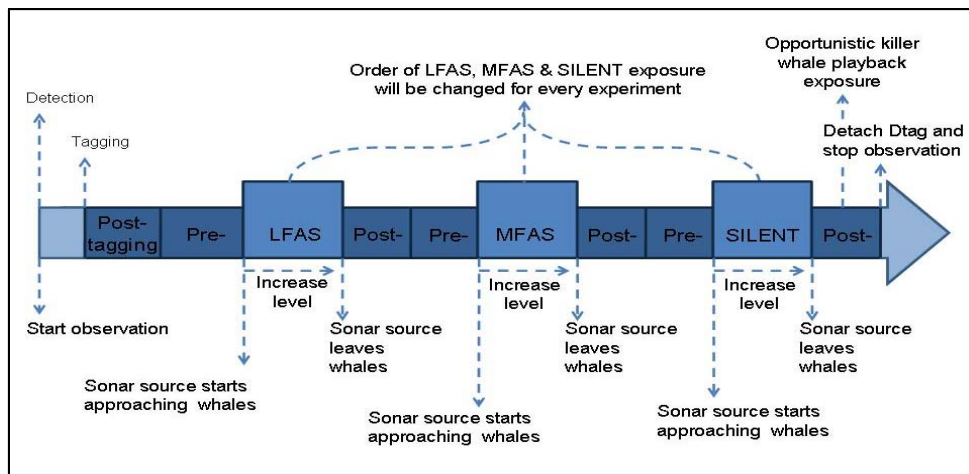 Opportunistic killer
whale playback
exposure
Order of LFAS, MFAS & SILENT exposure
will be changed for every experiment
Detection
Tagging
Detach Dtag and
stop observation
Post-
tagging
Pre-
LFAS
Post-
Pre-
MFAS
Post-
Pre-
SILENT
Post-
Increase
level
Increase
level
Increase
level
Start observation
Sonar source
leaves
whales
Sonar source
leaves
whales
Sonar source
leaves
whales
Sonar source starts
approaching whales
Sonar source starts
approaching whales
Sonar source starts
approaching whales